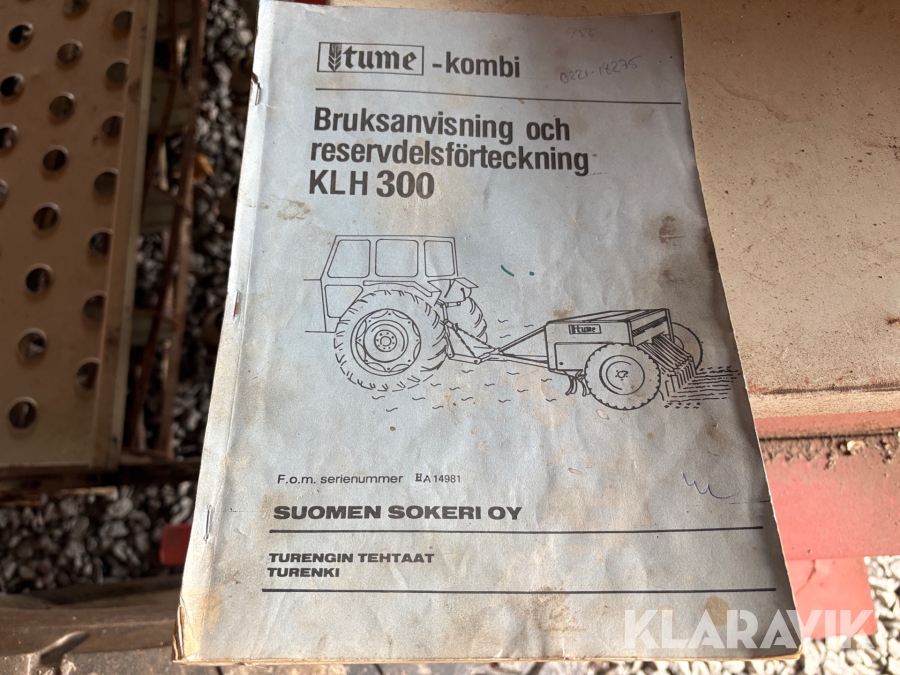 tume -kombi
0221-14275
Bruksanvisning och
reservdelsförteckning
KLH 300
tume
F.o.m. serienummer HA 14981
SUOMEN SOKERI OY
TURENGIN TEHTAAT
TURENKI
KLARAVIK